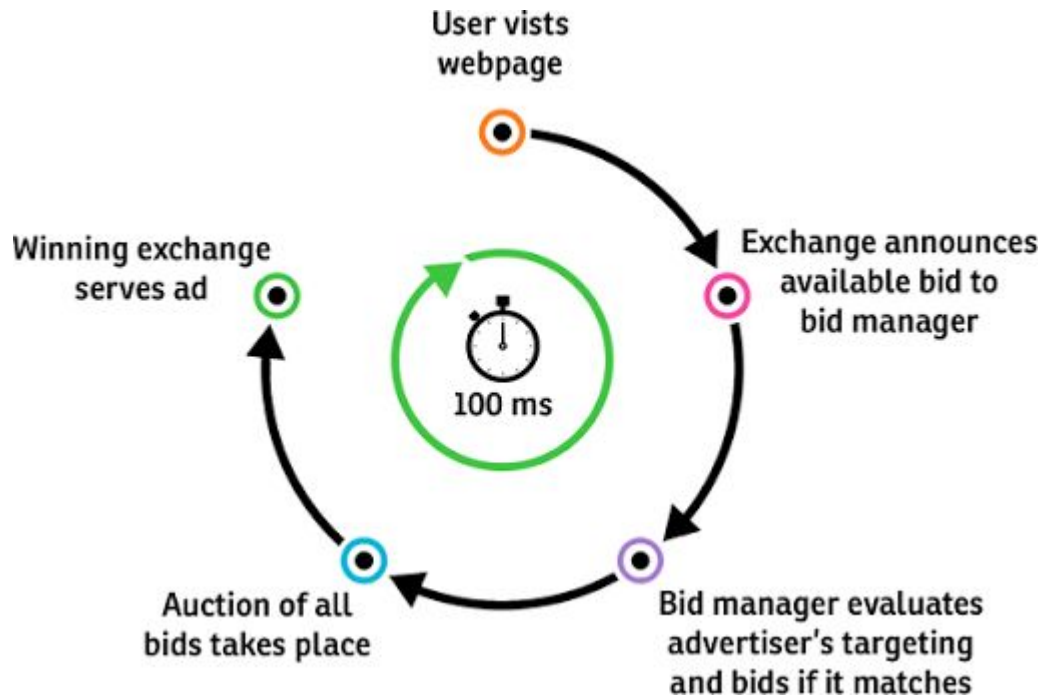 User vists
webpage
Exchange announces
available bid to
bid manager
Bid manager evaluates
advertiser's targeting
and bids if it matches
Auction of all
bids takes place
Winning exchange
serves ad
100 ms